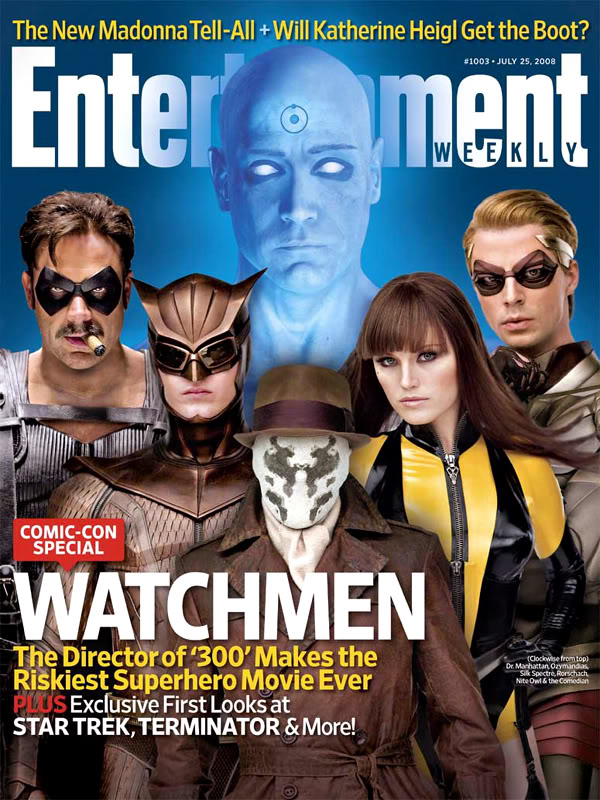 The New Madonna Tell-All + Will Katherine Heigl Get the Boot?
#1003 • JULY 25, 2008
Entertainment
WEEKLY
COMIC-CON
SPECIAL
WATCHMEN
The Director of ‘300’ Makes the
Riskiest Superhero Movie Ever
PLUS Exclusive First Looks at
STAR TREK, TERMINATOR & More!
(Clockwise from top)
Dr. Manhattan, Ozymandias,
Silk Spectre, Rorschach,
Nite Owl & the Comedian